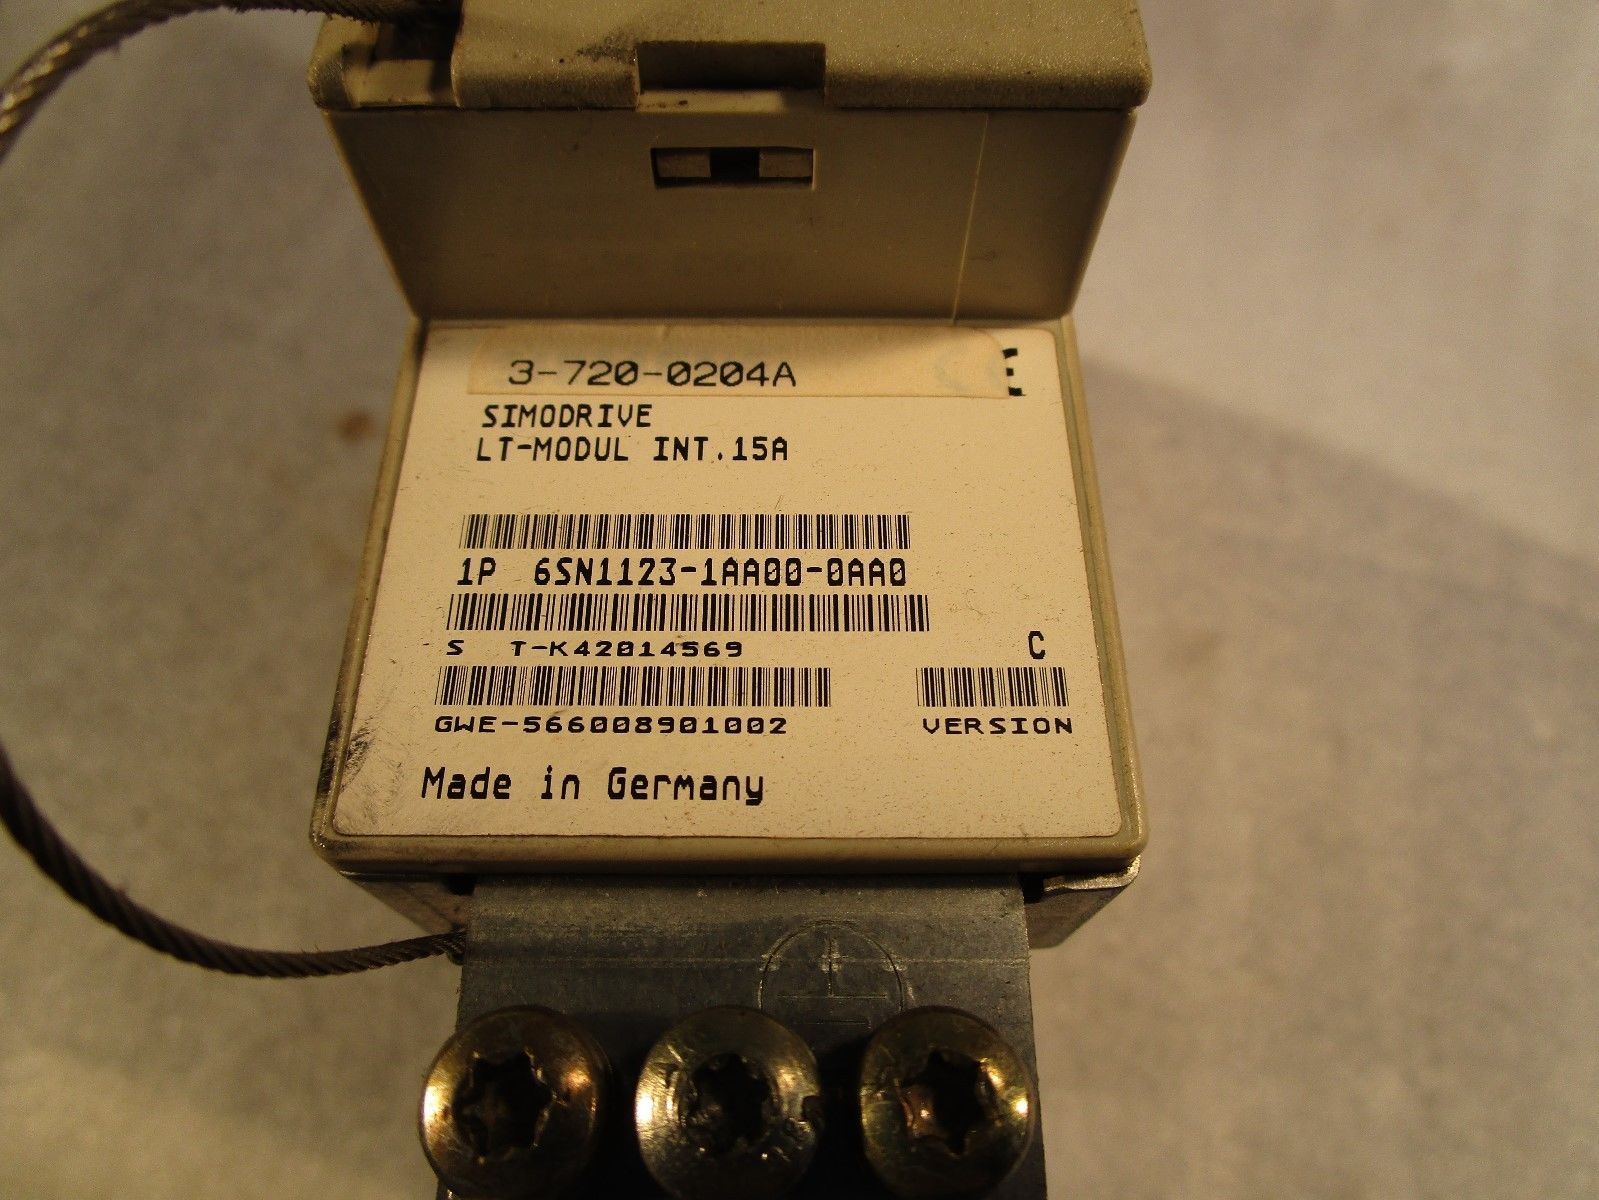 3-720-0204A
SIMODRIVE
LT-MODUL INT.15A
1P 6SN1123-1AA00-0AA0
S T-K42014569
C
GWE-566008901002
VERSION
Made in Germany